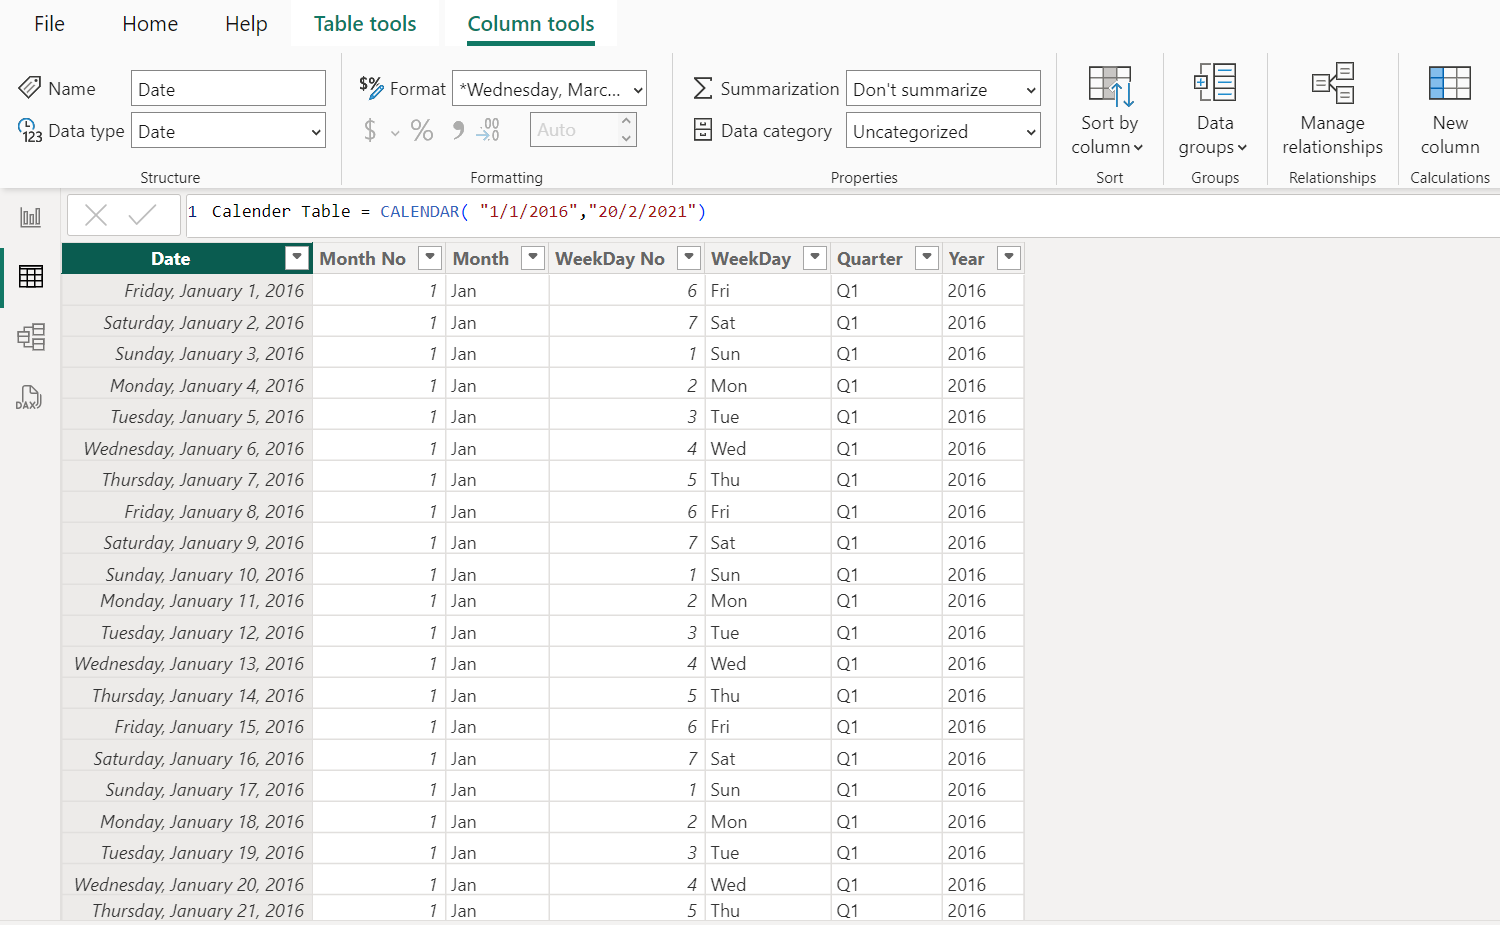 File Home Help Table tools Column tools
Name Date $% Format *Wednesday, Marc... Summarization Don't summarize
123 Data type Date $ % 9 .00 →.0 Auto Data category Uncategorized
Sort by column Data groups Manage relationships New column
Structure Formatting Properties Sort Groups Relationships Calculations
1 Calender Table = CALENDAR( "1/1/2016","20/2/2021")
Date Month No Month WeekDay No WeekDay Quarter Year
Friday, January 1, 2016 1 Jan 6 Fri Q1 2016
Saturday, January 2, 2016 1 Jan 7 Sat Q1 2016
Sunday, January 3, 2016 1 Jan 1 Sun Q1 2016
Monday, January 4, 2016 1 Jan 2 Mon Q1 2016
Tuesday, January 5, 2016 1 Jan 3 Tue Q1 2016
Wednesday, January 6, 2016 1 Jan 4 Wed Q1 2016
Thursday, January 7, 2016 1 Jan 5 Thu Q1 2016
DAX
Friday, January 8, 2016 1 Jan 6 Fri Q1 2016
Saturday, January 9, 2016 1 Jan 7 Sat Q1 2016
Sunday, January 10, 2016 1 Jan 1 Sun Q1 2016
Monday, January 11, 2016 1 Jan 2 Mon Q1 2016
Tuesday, January 12, 2016 1 Jan 3 Tue Q1 2016
Wednesday, January 13, 2016 1 Jan 4 Wed Q1 2016
Thursday, January 14, 2016 1 Jan 5 Thu Q1 2016
Friday, January 15, 2016 1 Jan 6 Fri Q1 2016
Saturday, January 16, 2016 1 Jan 7 Sat Q1 2016
Sunday, January 17, 2016 1 Jan 1 Sun Q1 2016
Monday, January 18, 2016 1 Jan 2 Mon Q1 2016
Tuesday, January 19, 2016 1 Jan 3 Tue Q1 2016
Wednesday, January 20, 2016 1 Jan 4 Wed Q1 2016
Thursday, January 21, 2016 1 Jan 5 Thu Q1 2016